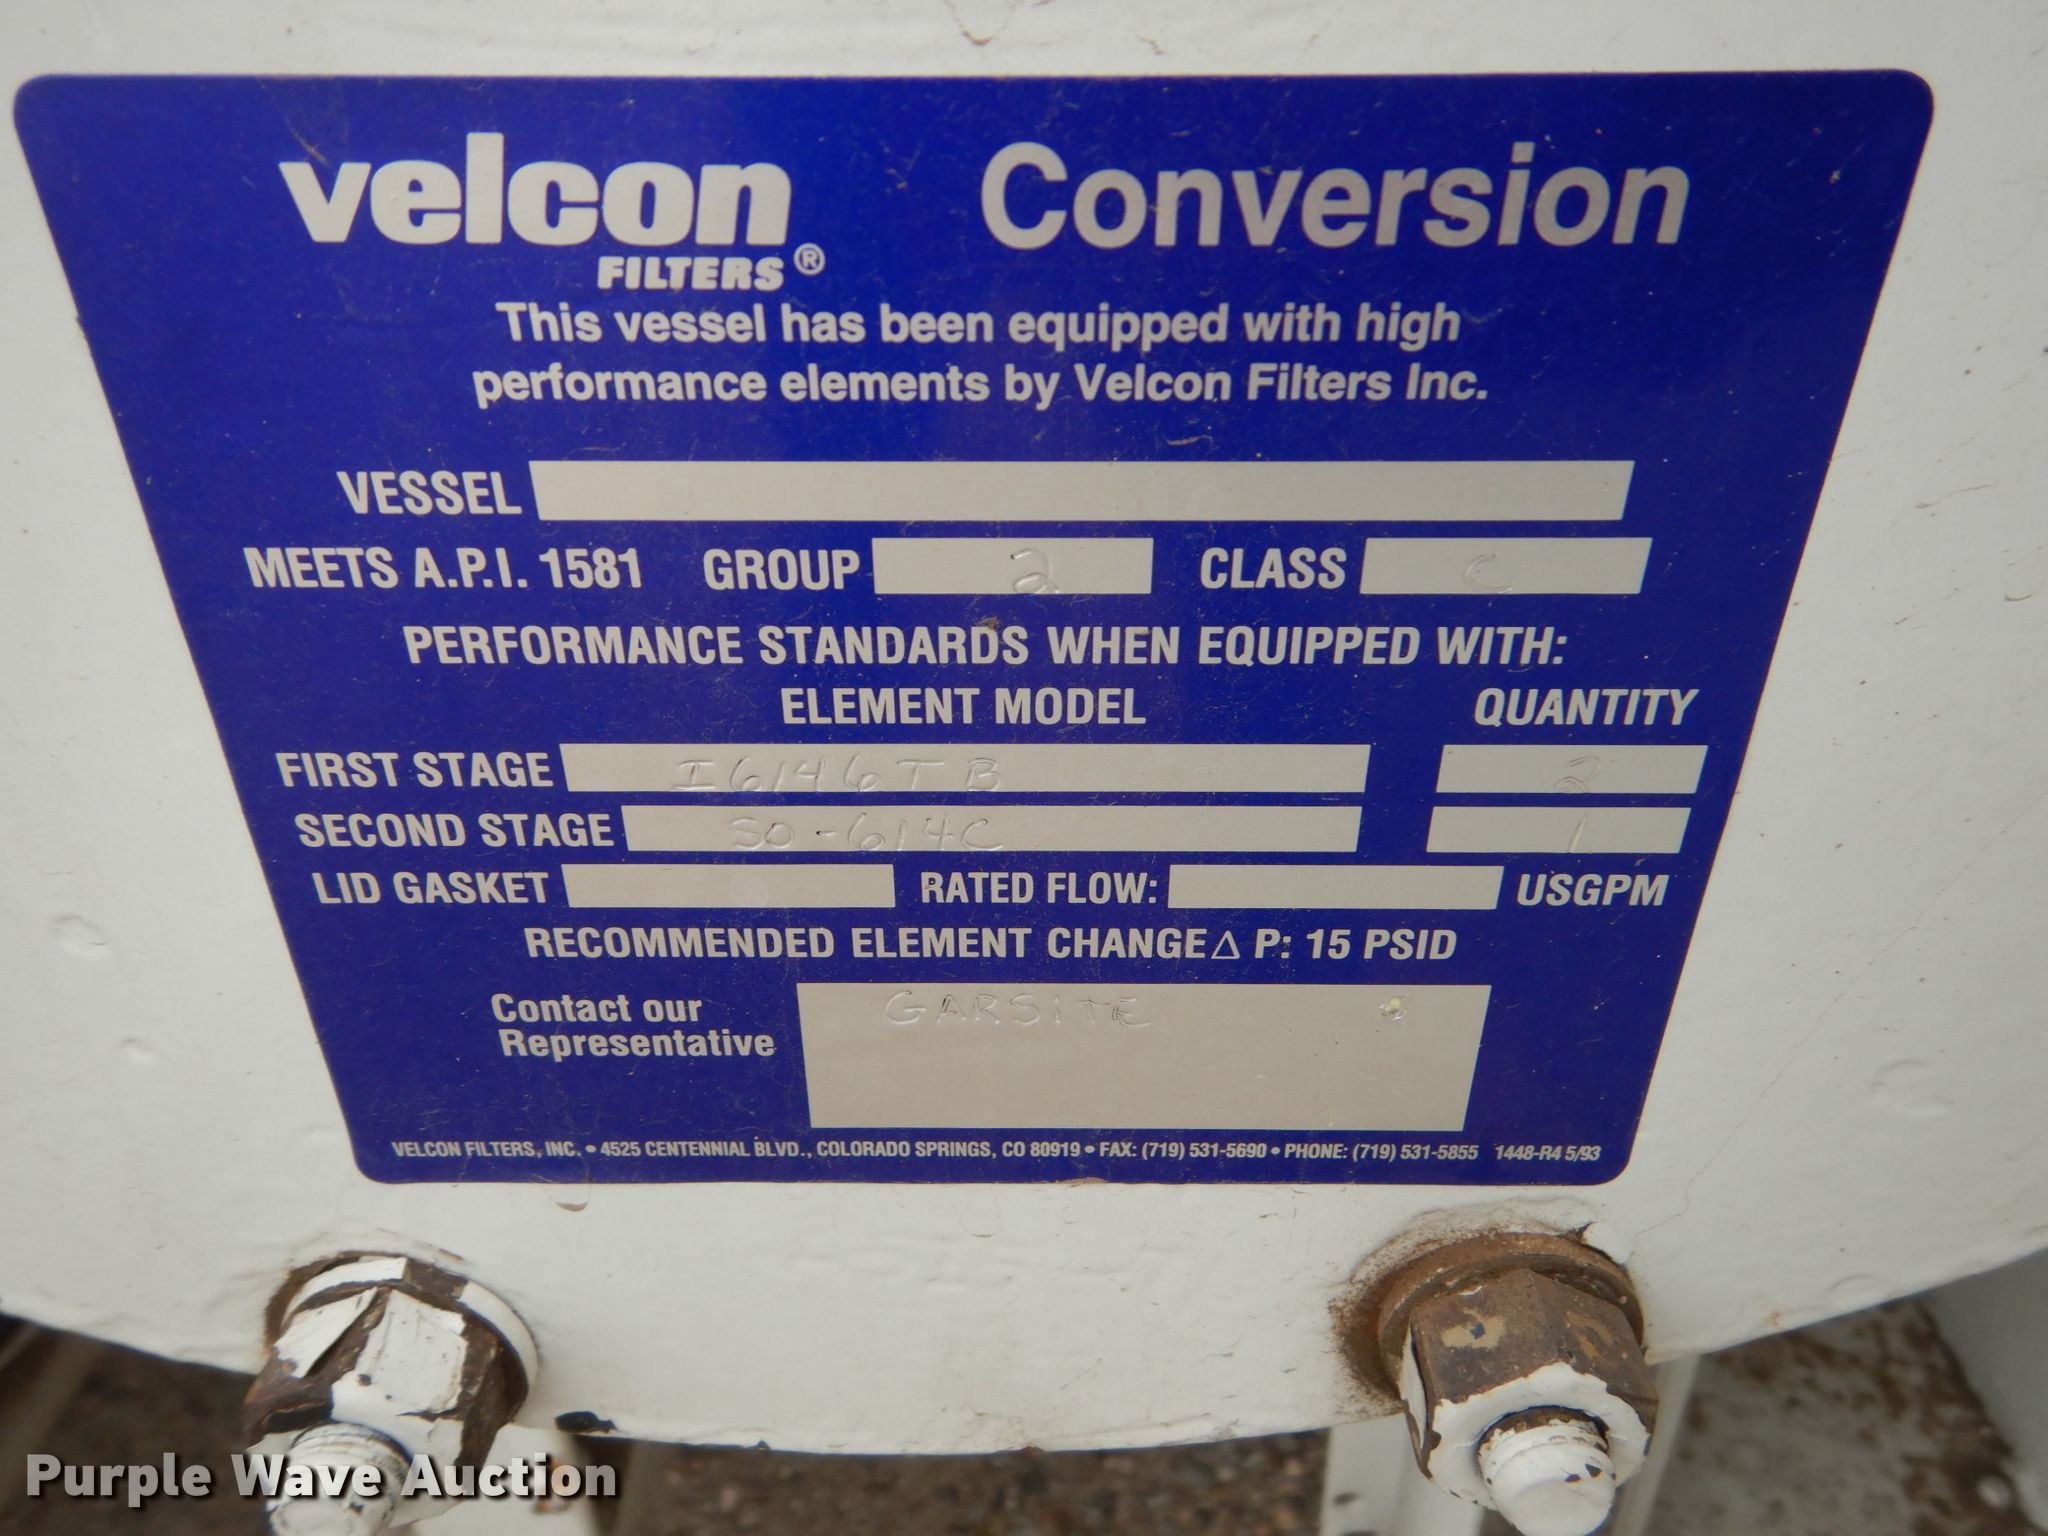 velcon Conversion
FILTERS®
This vessel has been equipped with high
performance elements by Velcon Filters Inc.
VESSEL
MEETS A.P.I. 1581 GROUP 2 CLASS C
PERFORMANCE STANDARDS WHEN EQUIPPED WITH:
ELEMENT MODEL QUANTITY
FIRST STAGE I6146TB 2
SECOND STAGE SO-614C 1
LID GASKET RATED FLOW: USGPM
RECOMMENDED ELEMENT CHANGE Δ P: 15 PSID
Contact our GARSITE
Representative
VELCON FILTERS, INC. • 4525 CENTENNIAL BLVD., COLORADO SPRINGS, CO 80919 • FAX: (719) 531-5690 • PHONE: (719) 531-5855 1448-R4 5/93
Purple Wave Auction